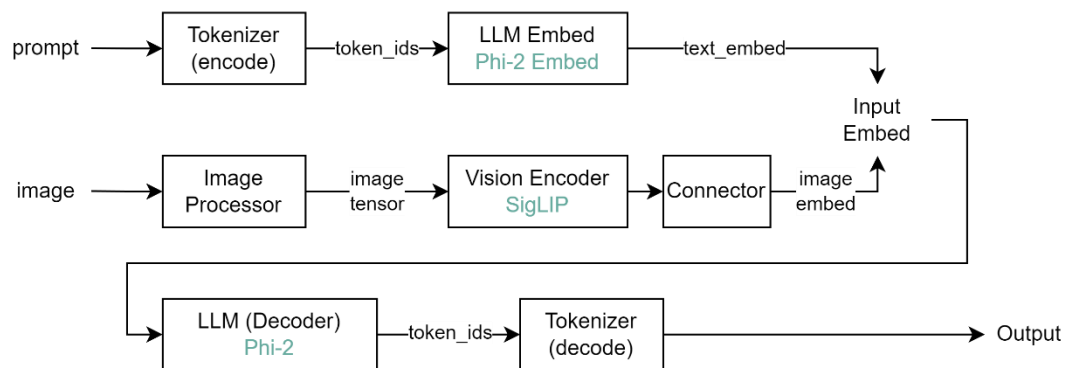 prompt
Tokenizer
(encode)
token_ids
LLM Embed
Phi-2 Embed
text_embed
Input
Embed
image
Image
Processor
image
tensor
Vision Encoder
SigLIP
Connector
image
embed
LLM (Decoder)
Phi-2
token_ids
Tokenizer
(decode)
Output